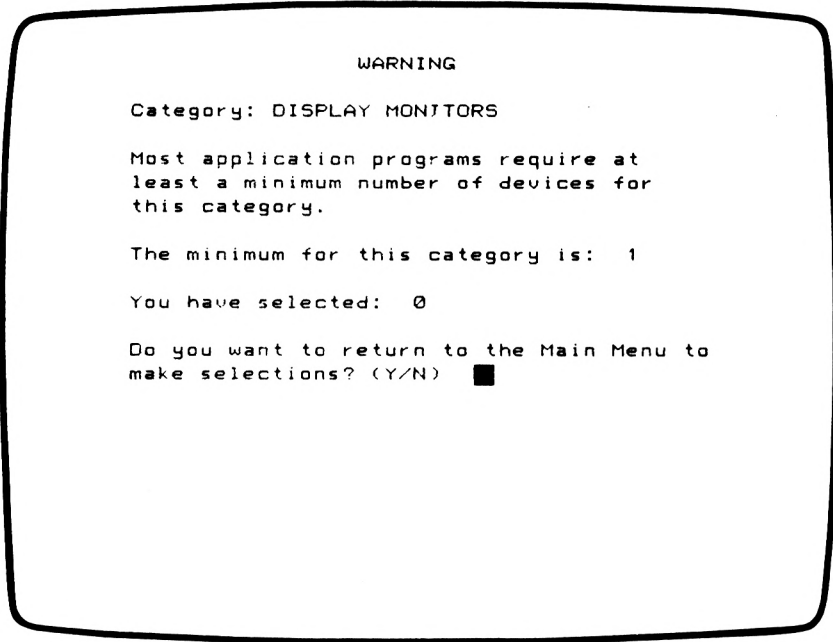 WARNING
Category: DISPLAY MONITORS
Most application programs require at
least a minimum number of devices for
this category.
The minimum for this category is: 1
You have selected: 0
Do you want to return to the Main Menu to
make selections? (Y/N)